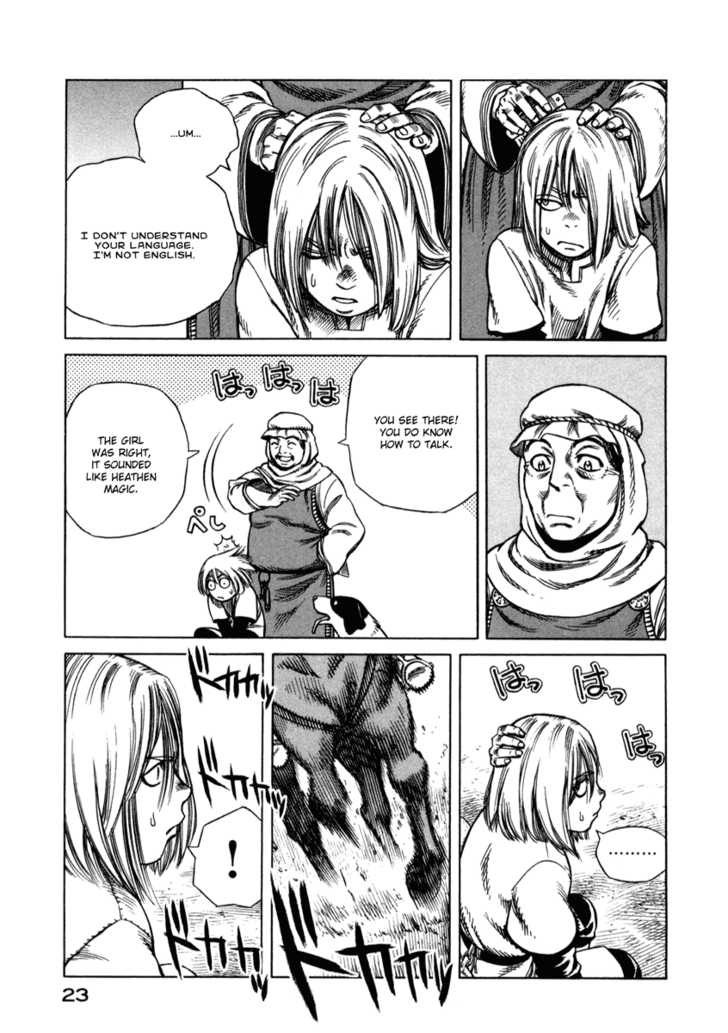 ...UM...
I DON'T UNDERSTAND
YOUR LANGUAGE.
I'M NOT ENGLISH.
はっ はっ は
YOU SEE THERE!
YOU DO KNOW
HOW TO TALK.
THE GIRL
WAS RIGHT,
IT SOUNDED
LIKE HEATHEN
MAGIC.
ぺし
はっ
はっ
はっ
..........
ドカカッ
ドカカッ
ドカカッ
ドカカッ
!
23